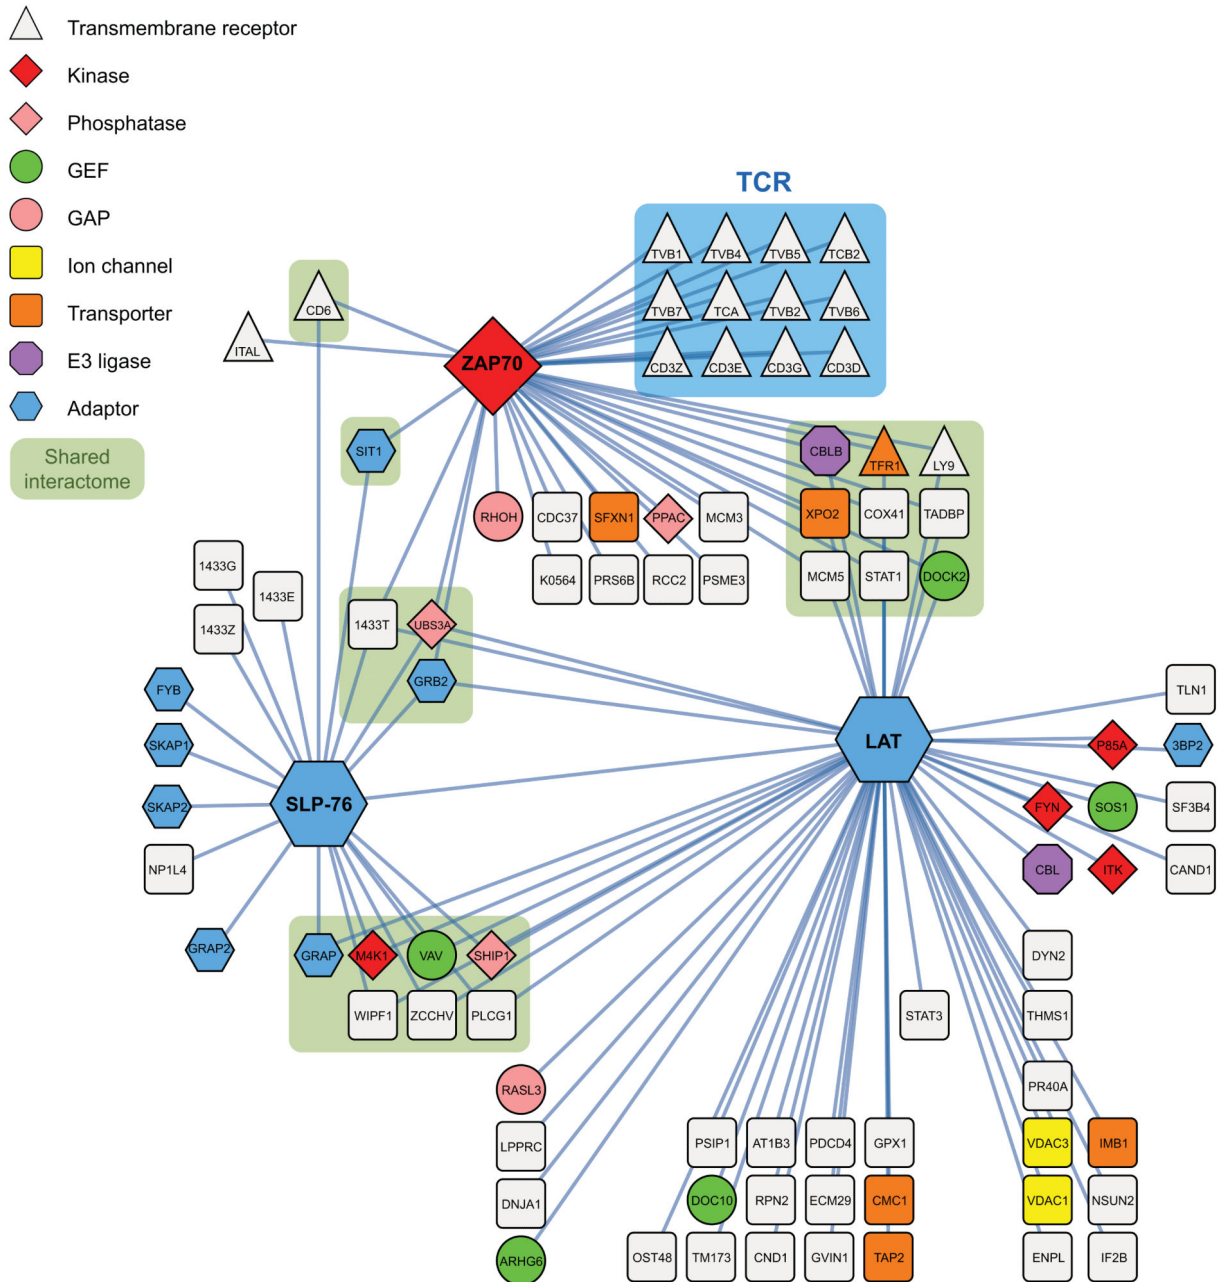 Transmembrane receptor
Kinase
Phosphatase
GEF
GAP
Ion channel
Transporter
E3 ligase
Adaptor
Shared
interactome
TCR
TVB1 TVB4 TVB5 TCB2
TVB7 TCA TVB2 TVB6
CD3Z CD3E CD3G CD3D
CD6
ITAL
ZAP70
SIT1
CBLB TFR1 LY9
XPO2 COX41 TADBP
MCM5 STAT1 DOCK2
RHOH CDC37 SFXN1 PPAC MCM3
K0564 PRS6B RCC2 PSME3
1433G
1433E
1433Z
1433T UBS3A
GRB2
FYB
SKAP1
SKAP2
NP1L4
GRAP2
SLP-76
LAT
TLN1
P85A 3BP2
FYN SOS1 SF3B4
CBL ITK CAND1
GRAP M4K1 VAV SHIP1
WIPF1 ZCCHV PLCG1
STAT3
DYN2
THMS1
PR40A
VDAC3 IMB1
VDAC1 NSUN2
ENPL IF2B
RASL3
LPPRC
DNJA1
ARHG6
PSIP1 AT1B3 PDCD4 GPX1
DOC10 RPN2 ECM29 CMC1
OST48 TM173 CND1 GVIN1 TAP2